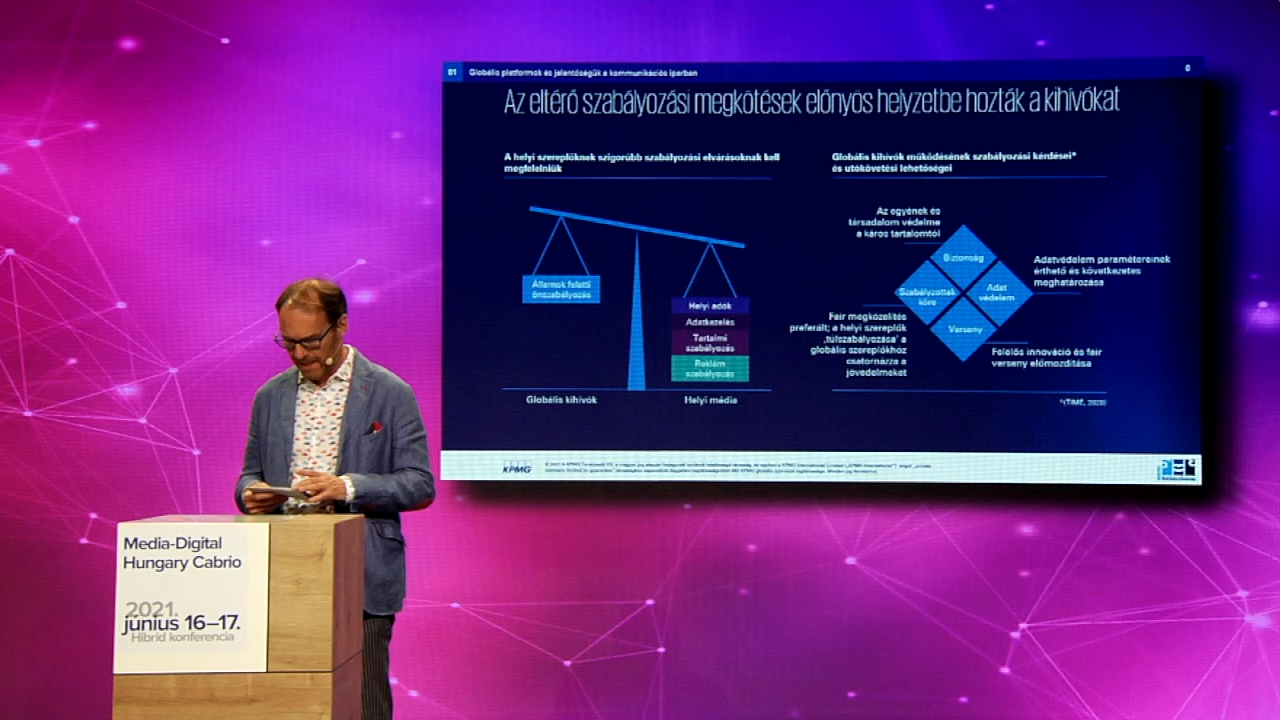 01 Globális platformok és jelentőségük a kommunikációs iparban
Az eltérő szabályozási megkötések előnyös helyzetbe hozták a kihívókat
A helyi szereplőknek szigorúbb szabályozási elvárásoknak kell
megfelelniük
Államok feletti
önszabályozás
Helyi adók
Adatkezelés
Tartalmi
szabályozás
Reklám
szabályozás
Globális kihívók
Helyi média
Globális kihívók működésének szabályozási kérdései*
és utókövetési lehetőségei
Az egyének és
társadalom védelme
a káros tartalomtól
Biztonság
Adatvédelem paramétereinek
érthető és következetes
meghatározása
Szabályozottak
köre
Adat
védelem
Verseny
Fair megközelítés
preferált; a helyi szereplők
„túlszabályozása” a
globális szereplőkhöz
csatornázza a
jövedelmeket
Felelős innováció és fair
verseny előmozdítása
*(TIME, 2020)
KPMG
Media-Digital
Hungary Cabrio
2021.
június 16–17.
Hibrid konferencia